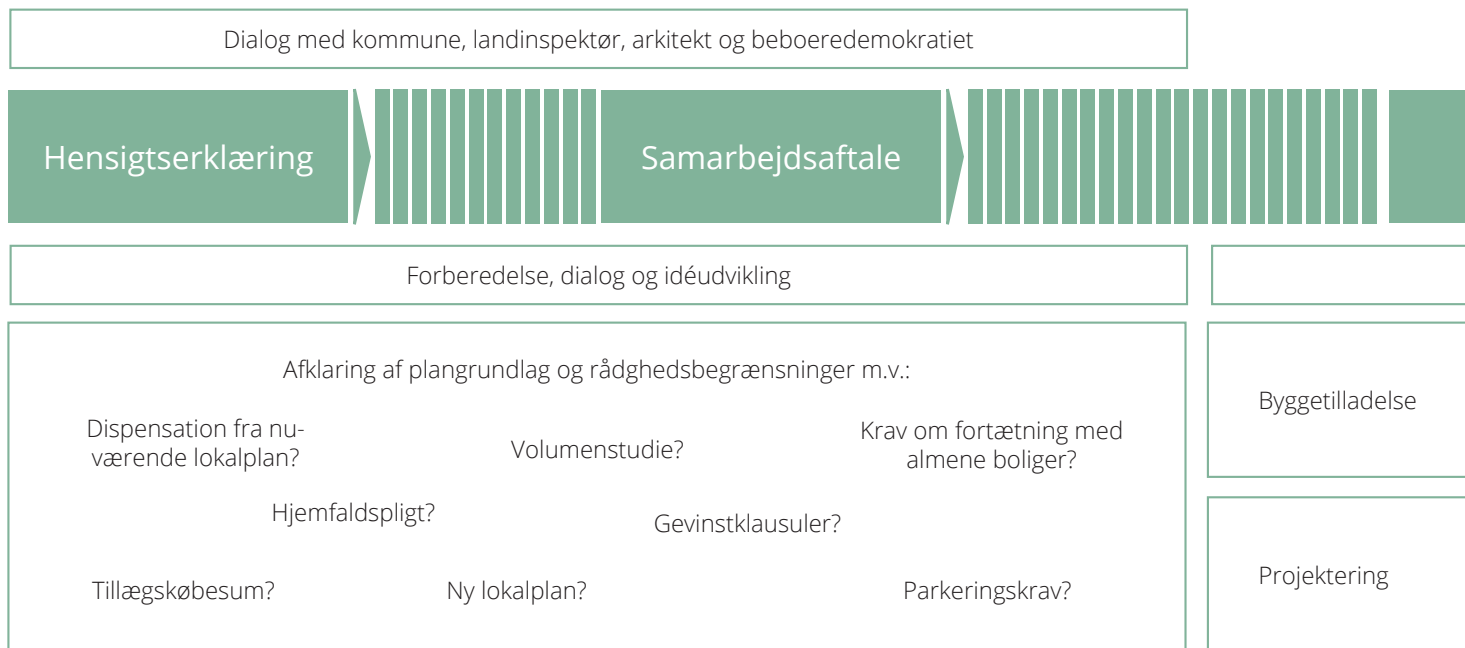 Dialog med kommune, landinspektør, arkitekt og beboeredemokratiet
Hensigtserklæring
Samarbejdsaftale
Forberedelse, dialog og idéudvikling
Afklaring af plangrundlag og rådghedsbegrænsninger m.v.:
Dispensation fra nu-
værende lokalplan?
Volumenstudie?
Krav om fortætning med
almene boliger?
Hjemfaldspligt?
Gevinstklausuler?
Tillægskøbesum?
Ny lokalplan?
Parkeringskrav?
Byggetilladelse
Projektering